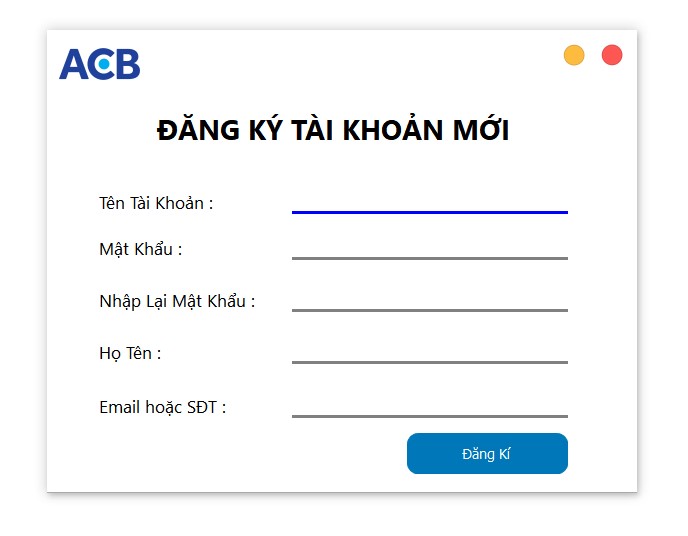 ACB
ĐĂNG KÝ TÀI KHOẢN MỚI
Tên Tài Khoản :
Mật Khẩu :
Nhập Lại Mật Khẩu :
Họ Tên :
Email hoặc SĐT :
Đăng Kí